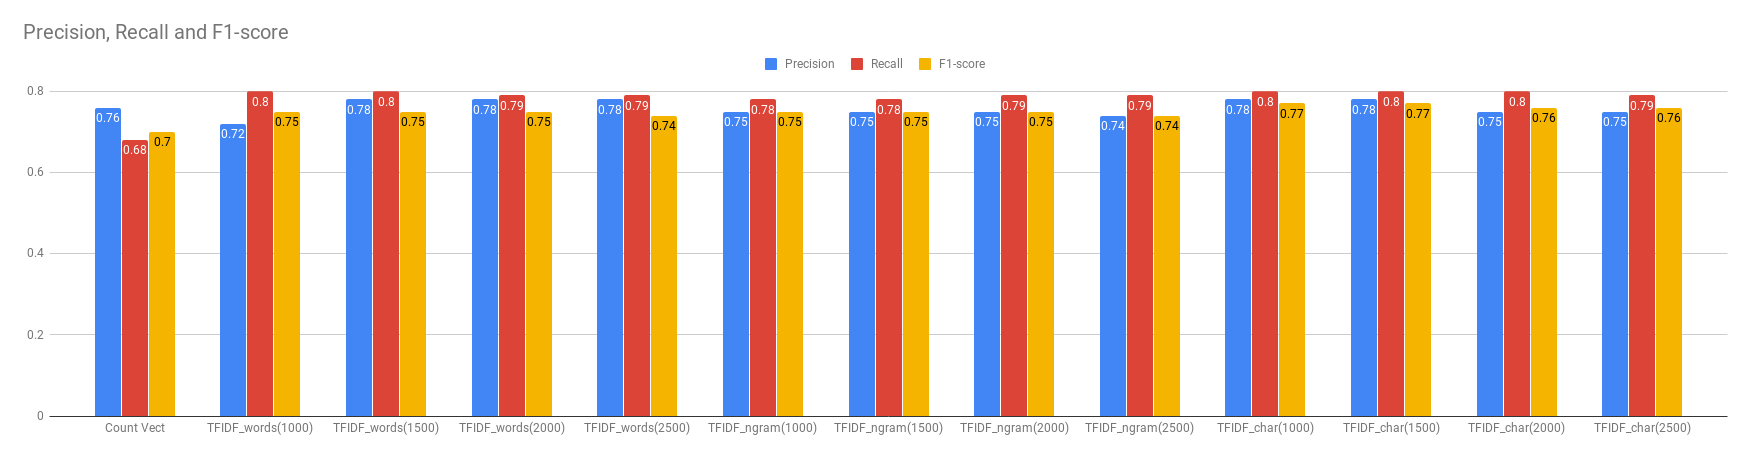 Precision, Recall and F1-score
Precision Recall F1-score
0.8
0.6
0.4
0.2
0
0.76 0.68 0.7
0.72 0.8 0.75
0.78 0.8 0.75
0.78 0.79 0.75
0.78 0.79 0.74
0.75 0.78 0.75
0.75 0.78 0.75
0.75 0.79 0.75
0.74 0.79 0.74
0.78 0.8 0.77
0.78 0.8 0.77
0.75 0.8 0.76
0.75 0.79 0.76
Count Vect TFIDF_words(1000) TFIDF_words(1500) TFIDF_words(2000) TFIDF_words(2500) TFIDF_ngram(1000) TFIDF_ngram(1500) TFIDF_ngram(2000) TFIDF_ngram(2500) TFIDF_char(1000) TFIDF_char(1500) TFIDF_char(2000) TFIDF_char(2500)